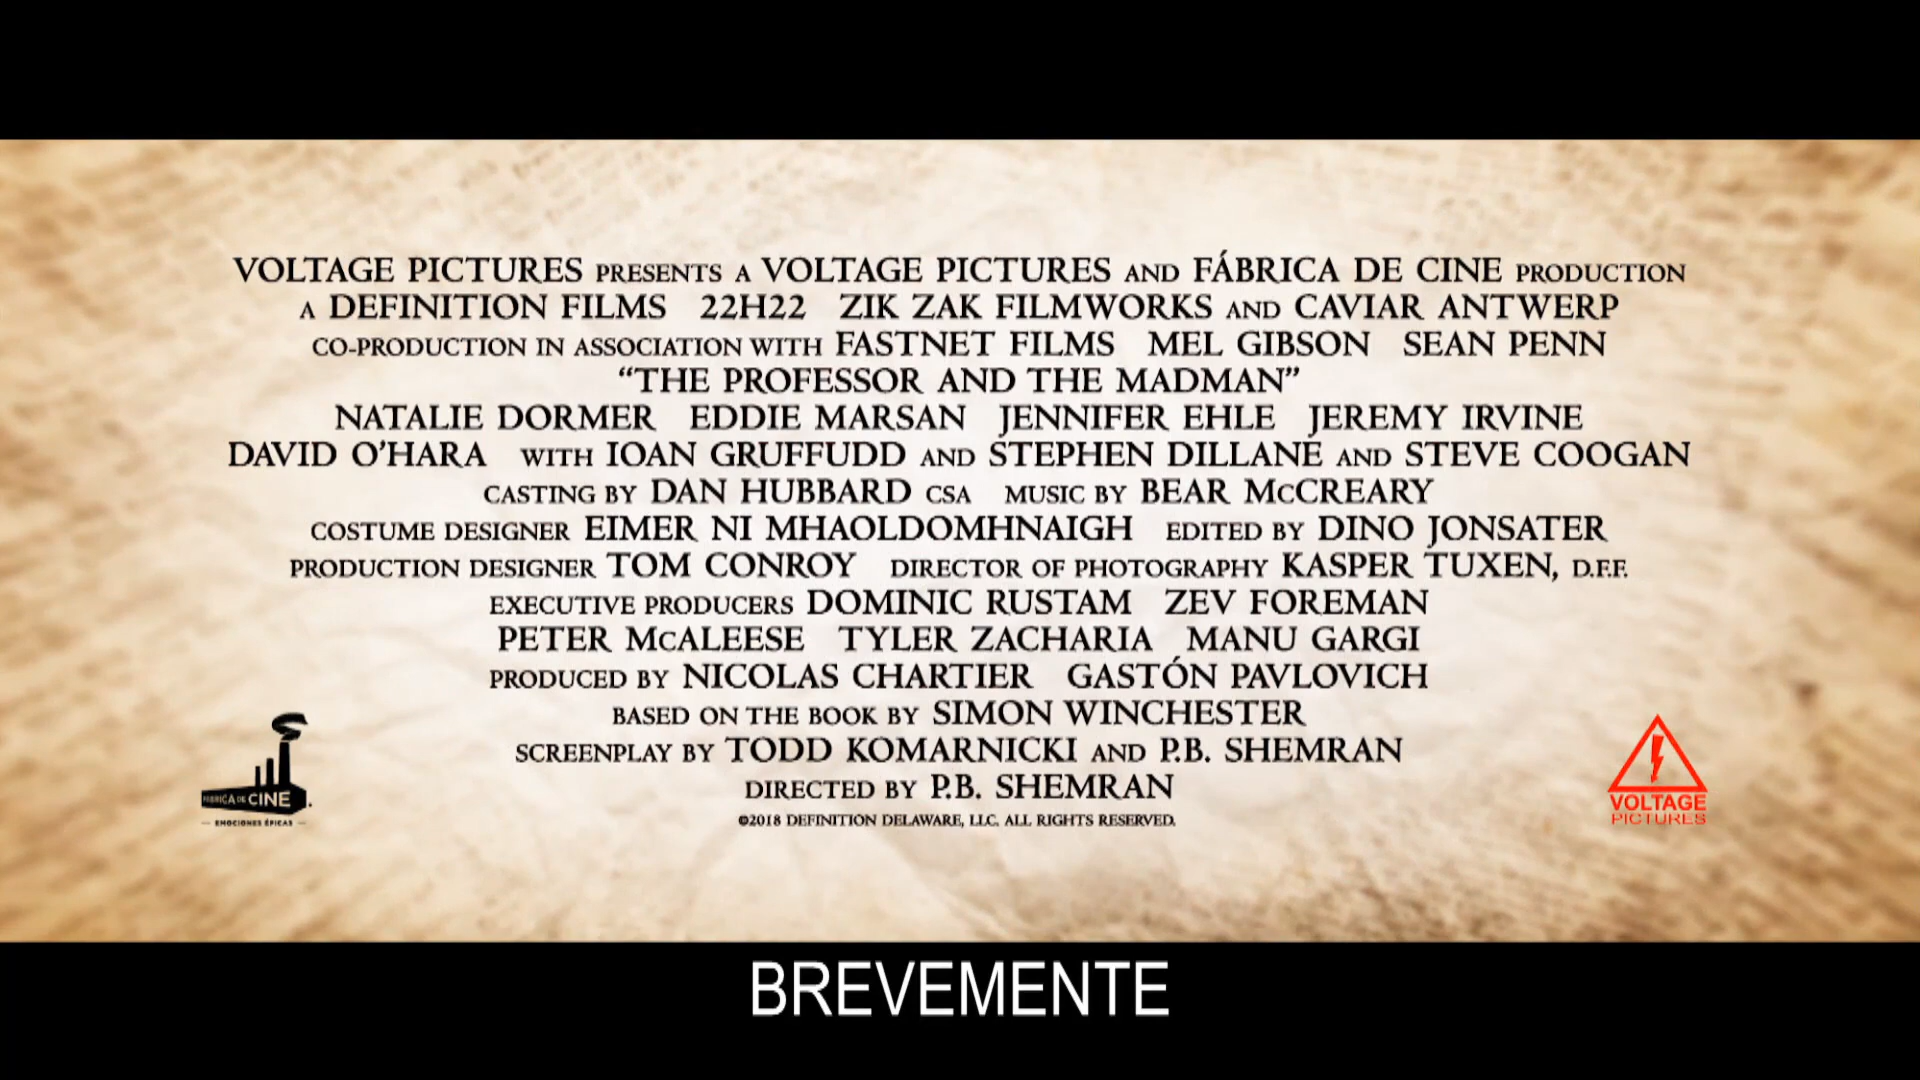 VOLTAGE PICTURES PRESENTS A VOLTAGE PICTURES AND FÁBRICA DE CINE PRODUCTION
A DEFINITION FILMS 22H22 ZIK ZAK FILMWORKS AND CAVIAR ANTWERP
CO-PRODUCTION IN ASSOCIATION WITH FASTNET FILMS MEL GIBSON SEAN PENN
“THE PROFESSOR AND THE MADMAN”
NATALIE DORMER EDDIE MARSAN JENNIFER EHLE JEREMY IRVINE
DAVID O’HARA WITH IOAN GRUFFUDD AND STEPHEN DILLANE AND STEVE COOGAN
CASTING BY DAN HUBBARD CSA MUSIC BY BEAR McCREARY
COSTUME DESIGNER EIMER NI MHAOLDOMHNAIGH EDITED BY DINO JONSATER
PRODUCTION DESIGNER TOM CONROY DIRECTOR OF PHOTOGRAPHY KASPER TUXEN, D.F.F.
EXECUTIVE PRODUCERS DOMINIC RUSTAM ZEV FOREMAN
PETER McALEESE TYLER ZACHARIA MANU GARGI
PRODUCED BY NICOLAS CHARTIER GASTÓN PAVLOVICH
BASED ON THE BOOK BY SIMON WINCHESTER
SCREENPLAY BY TODD KOMARNICKI AND P.B. SHEMRAN
DIRECTED BY P.B. SHEMRAN
©2018 DEFINITION DELAWARE, LLC. ALL RIGHTS RESERVED.
FÁBRICA DE CINE
EMOCIONES ÉPICAS
VOLTAGE
PICTURES
BREVEMENTE